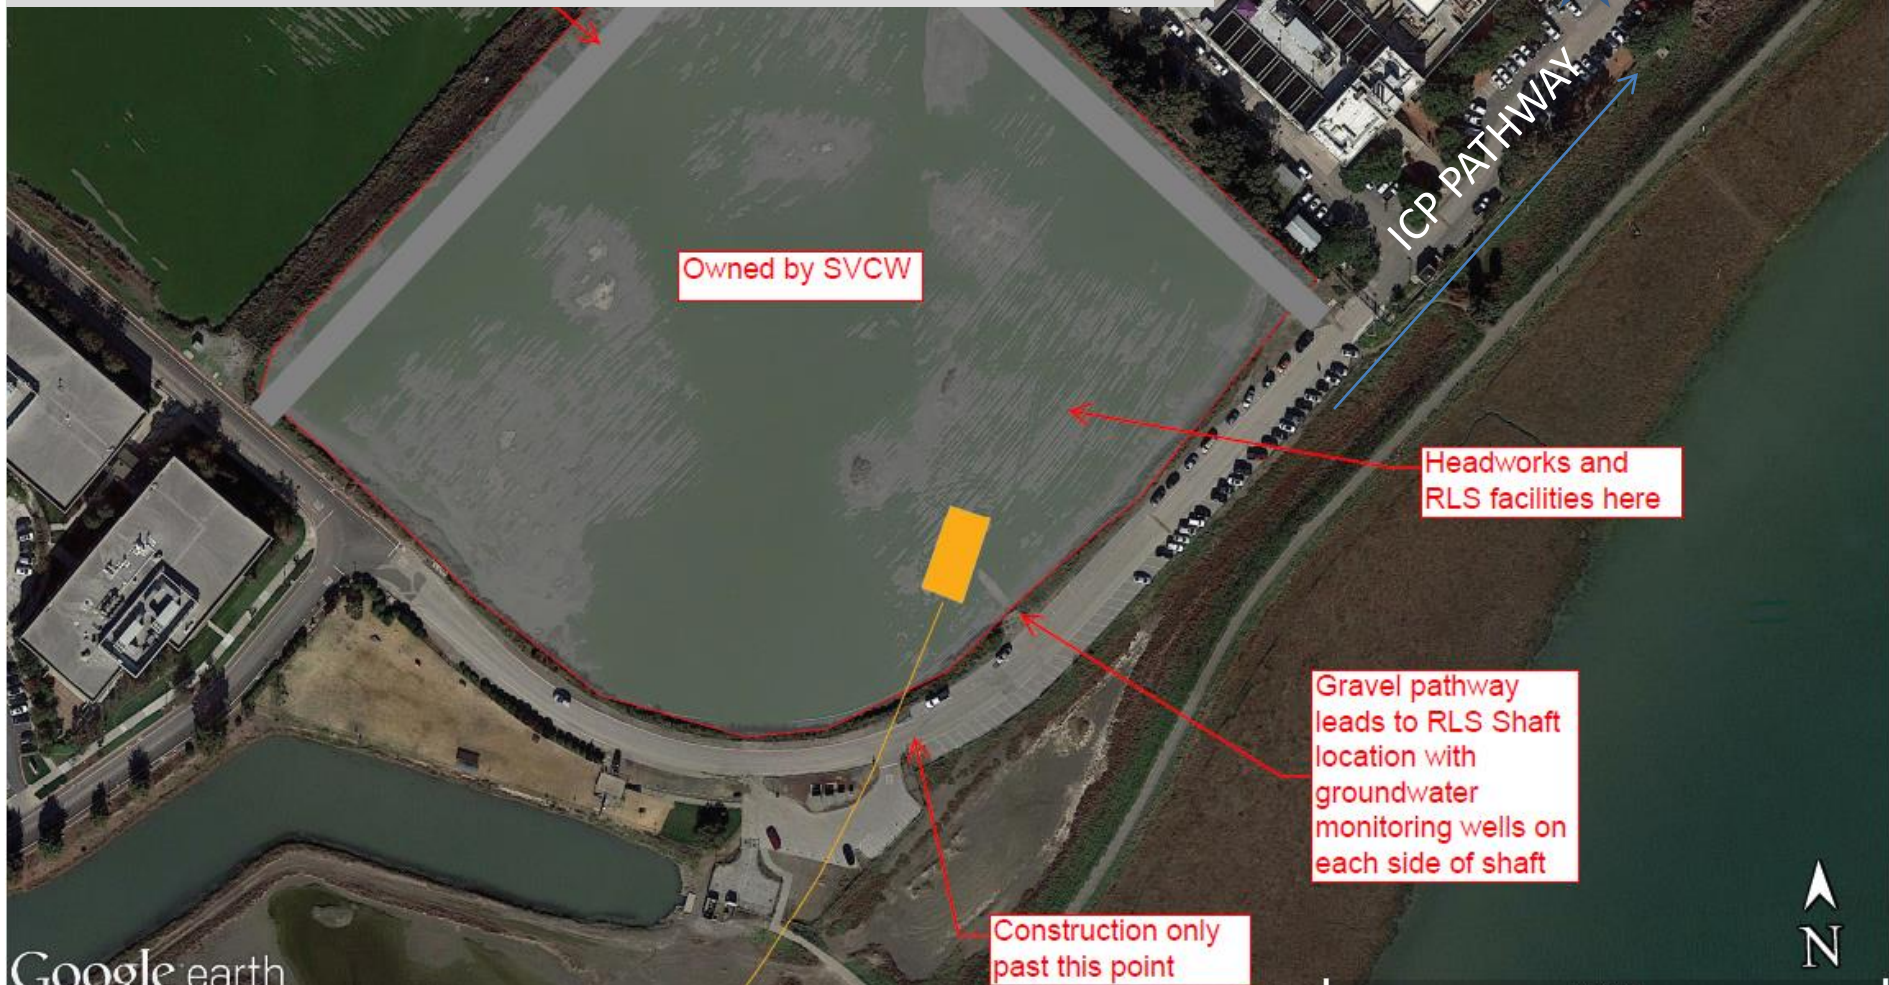 ICP PATHWAY
Owned by SVCW
Headworks and
RLS facilities here
Gravel pathway
leads to RLS Shaft
location with
groundwater
monitoring wells on
each side of shaft
Construction only
past this point
N
Google earth